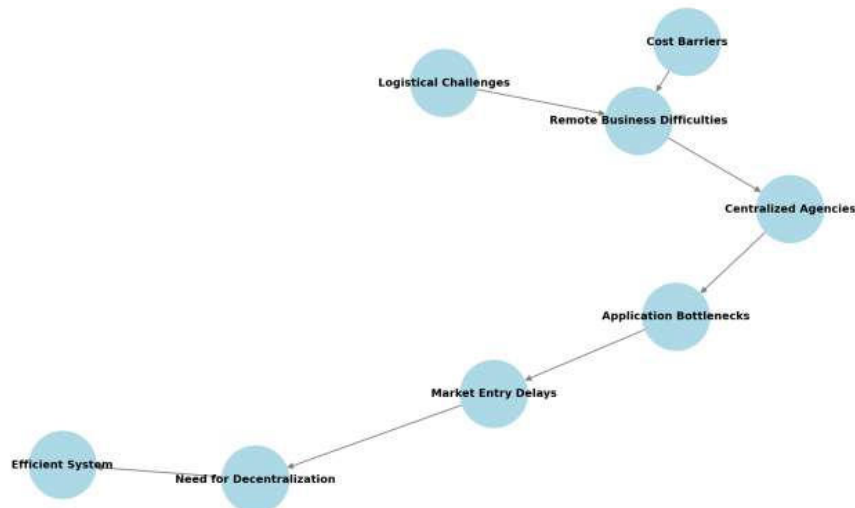 Cost Barriers
Logistical Challenges
Remote Business Difficulties
Centralized Agencies
Application Bottlenecks
Market Entry Delays
Efficient System
Need for Decentralization